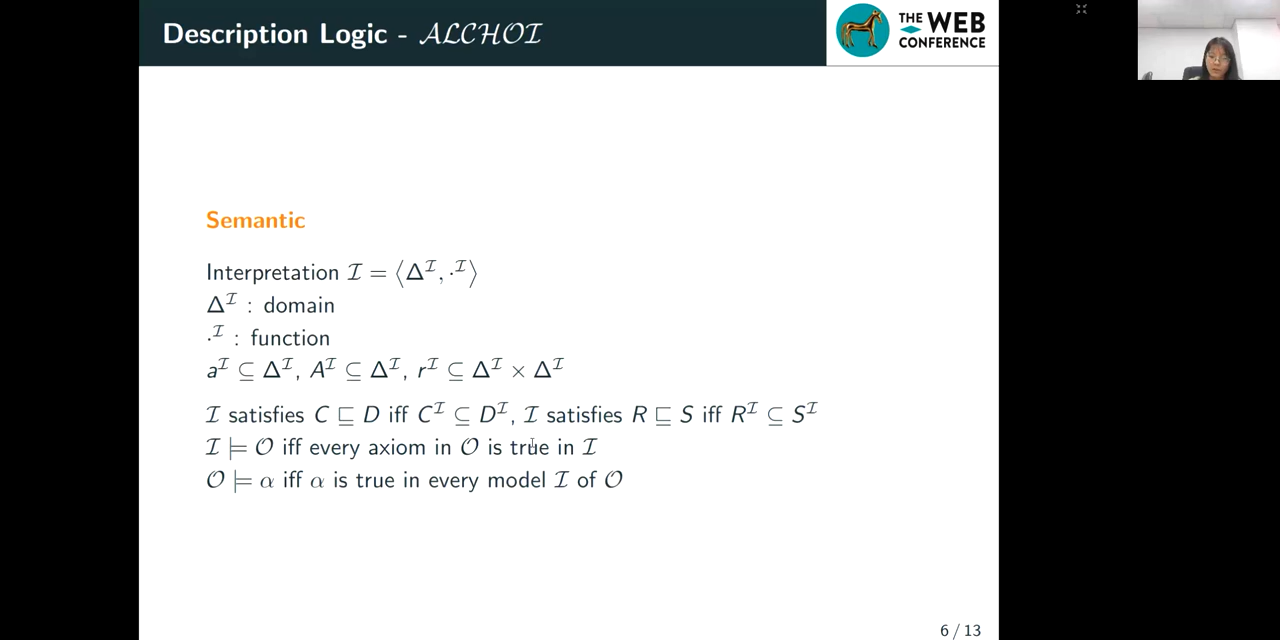 Description Logic - 𝒜ℒ𝒞ℋ𝒪ℐ
THE WEB
CONFERENCE
Semantic
Interpretation ℐ = ⟨Δ^ℐ, ·^ℐ⟩
Δ^ℐ : domain
·^ℐ : function
a^ℐ ⊆ Δ^ℐ, A^ℐ ⊆ Δ^ℐ, r^ℐ ⊆ Δ^ℐ × Δ^ℐ
ℐ satisfies C ⊑ D iff C^ℐ ⊆ D^ℐ, ℐ satisfies R ⊑ S iff R^ℐ ⊆ S^ℐ
ℐ ⊨ 𝒪 iff every axiom in 𝒪 is true in ℐ
𝒪 ⊨ α iff α is true in every model ℐ of 𝒪
6 / 13